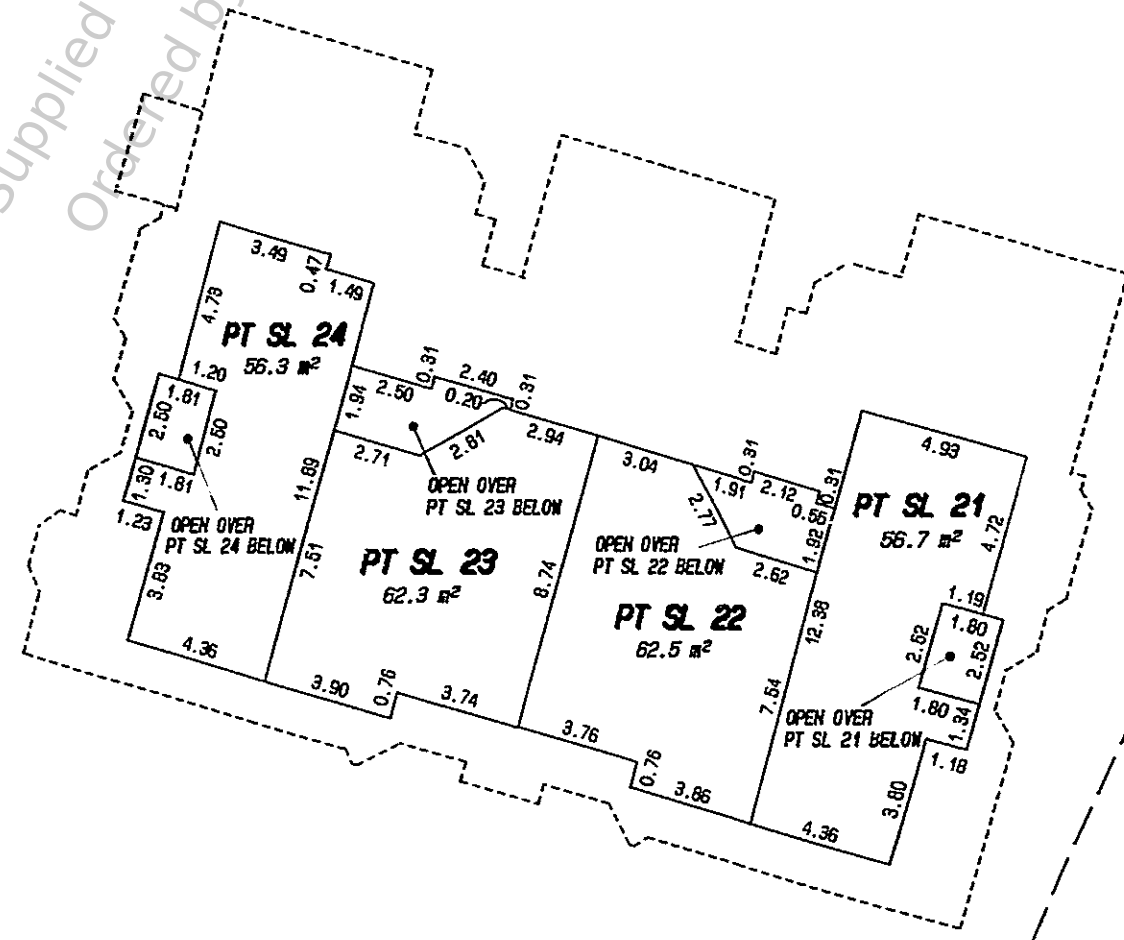 Supplied
Ordered by
3.49
0.47
1.49
4.73
PT SL 24
56.3 m²
1.20
1.81
2.50
2.50
1.81
1.30
1.23
OPEN OVER
PT SL 24 BELOW
3.83
4.36
11.89
7.51
2.50
0.31
2.40
0.31
0.20
1.94
2.71
2.81
2.94
OPEN OVER
PT SL 23 BELOW
PT SL 23
62.3 m²
3.90
0.76
3.74
8.74
3.04
1.91
0.31
2.12
0.31
0.56
2.77
1.92
2.62
OPEN OVER
PT SL 22 BELOW
PT SL 22
62.5 m²
3.76
0.76
3.86
12.38
7.54
4.93
PT SL 21
56.7 m²
4.72
1.19
1.80
2.52
2.52
1.80
1.34
1.18
OPEN OVER
PT SL 21 BELOW
3.80
4.36